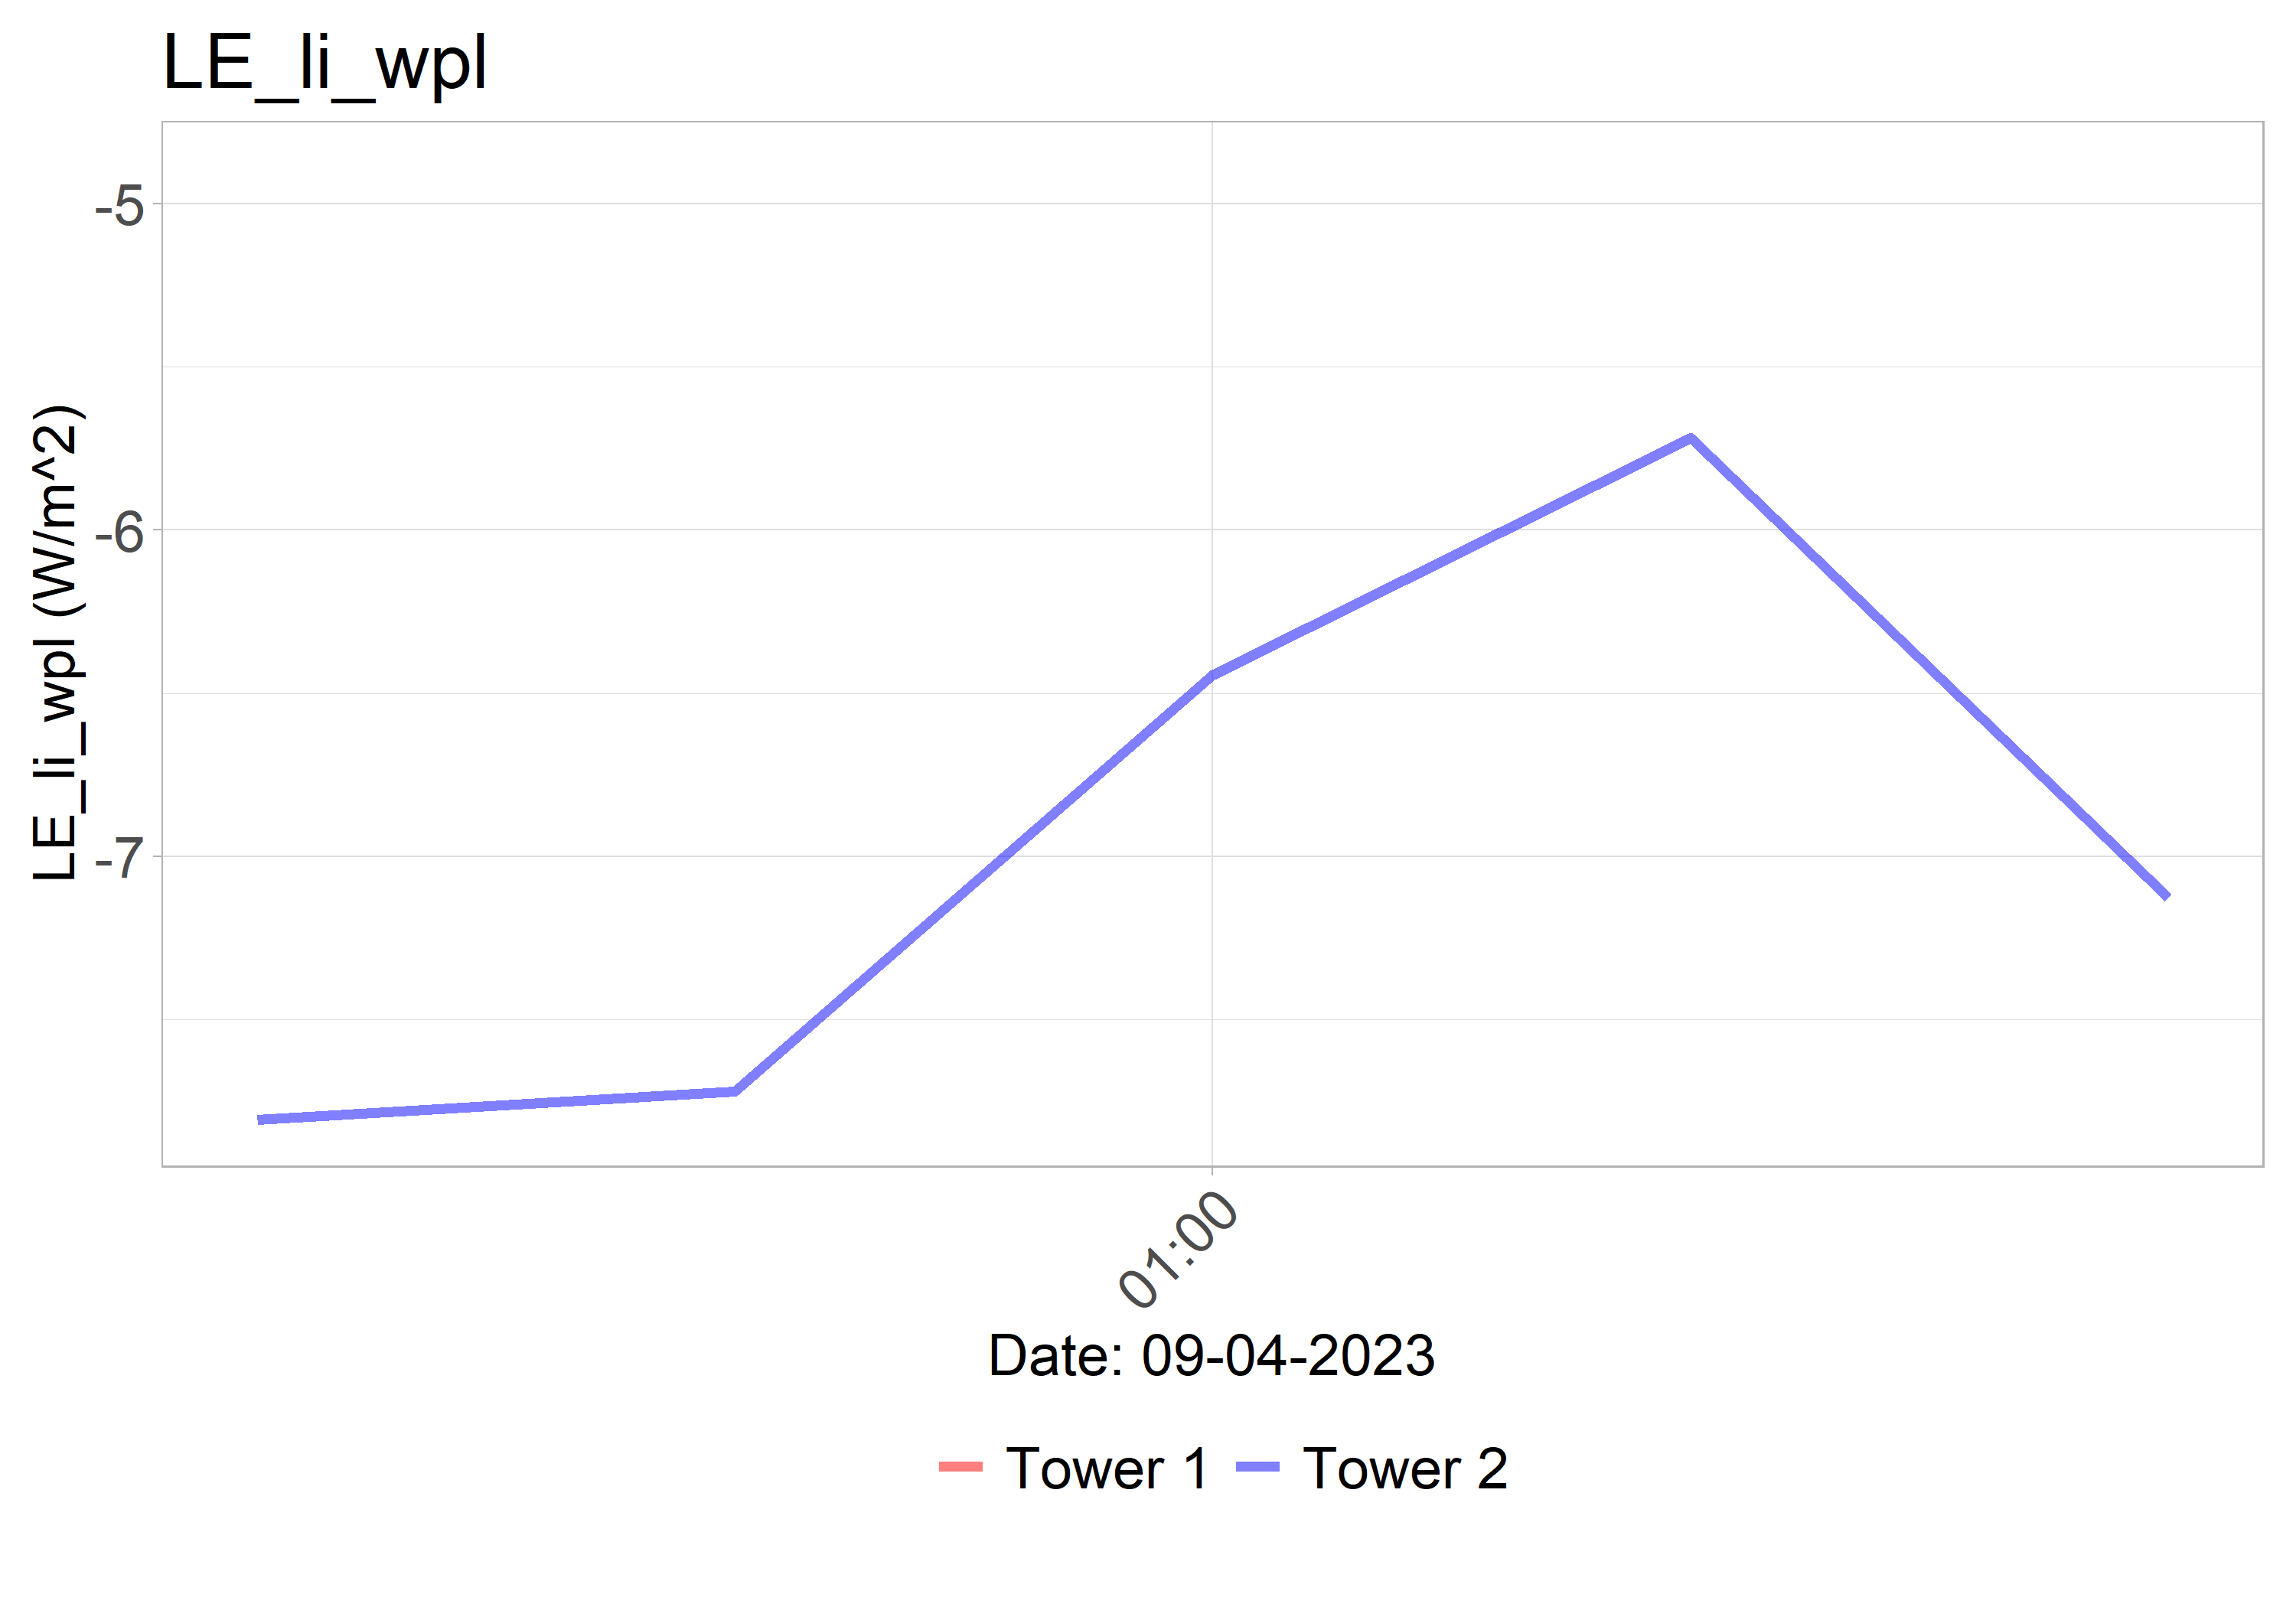 LE_li_wpl
LE_li_wpl (W/m^2)
-5
-6
-7
01:00
Date: 09-04-2023
Tower 1 Tower 2